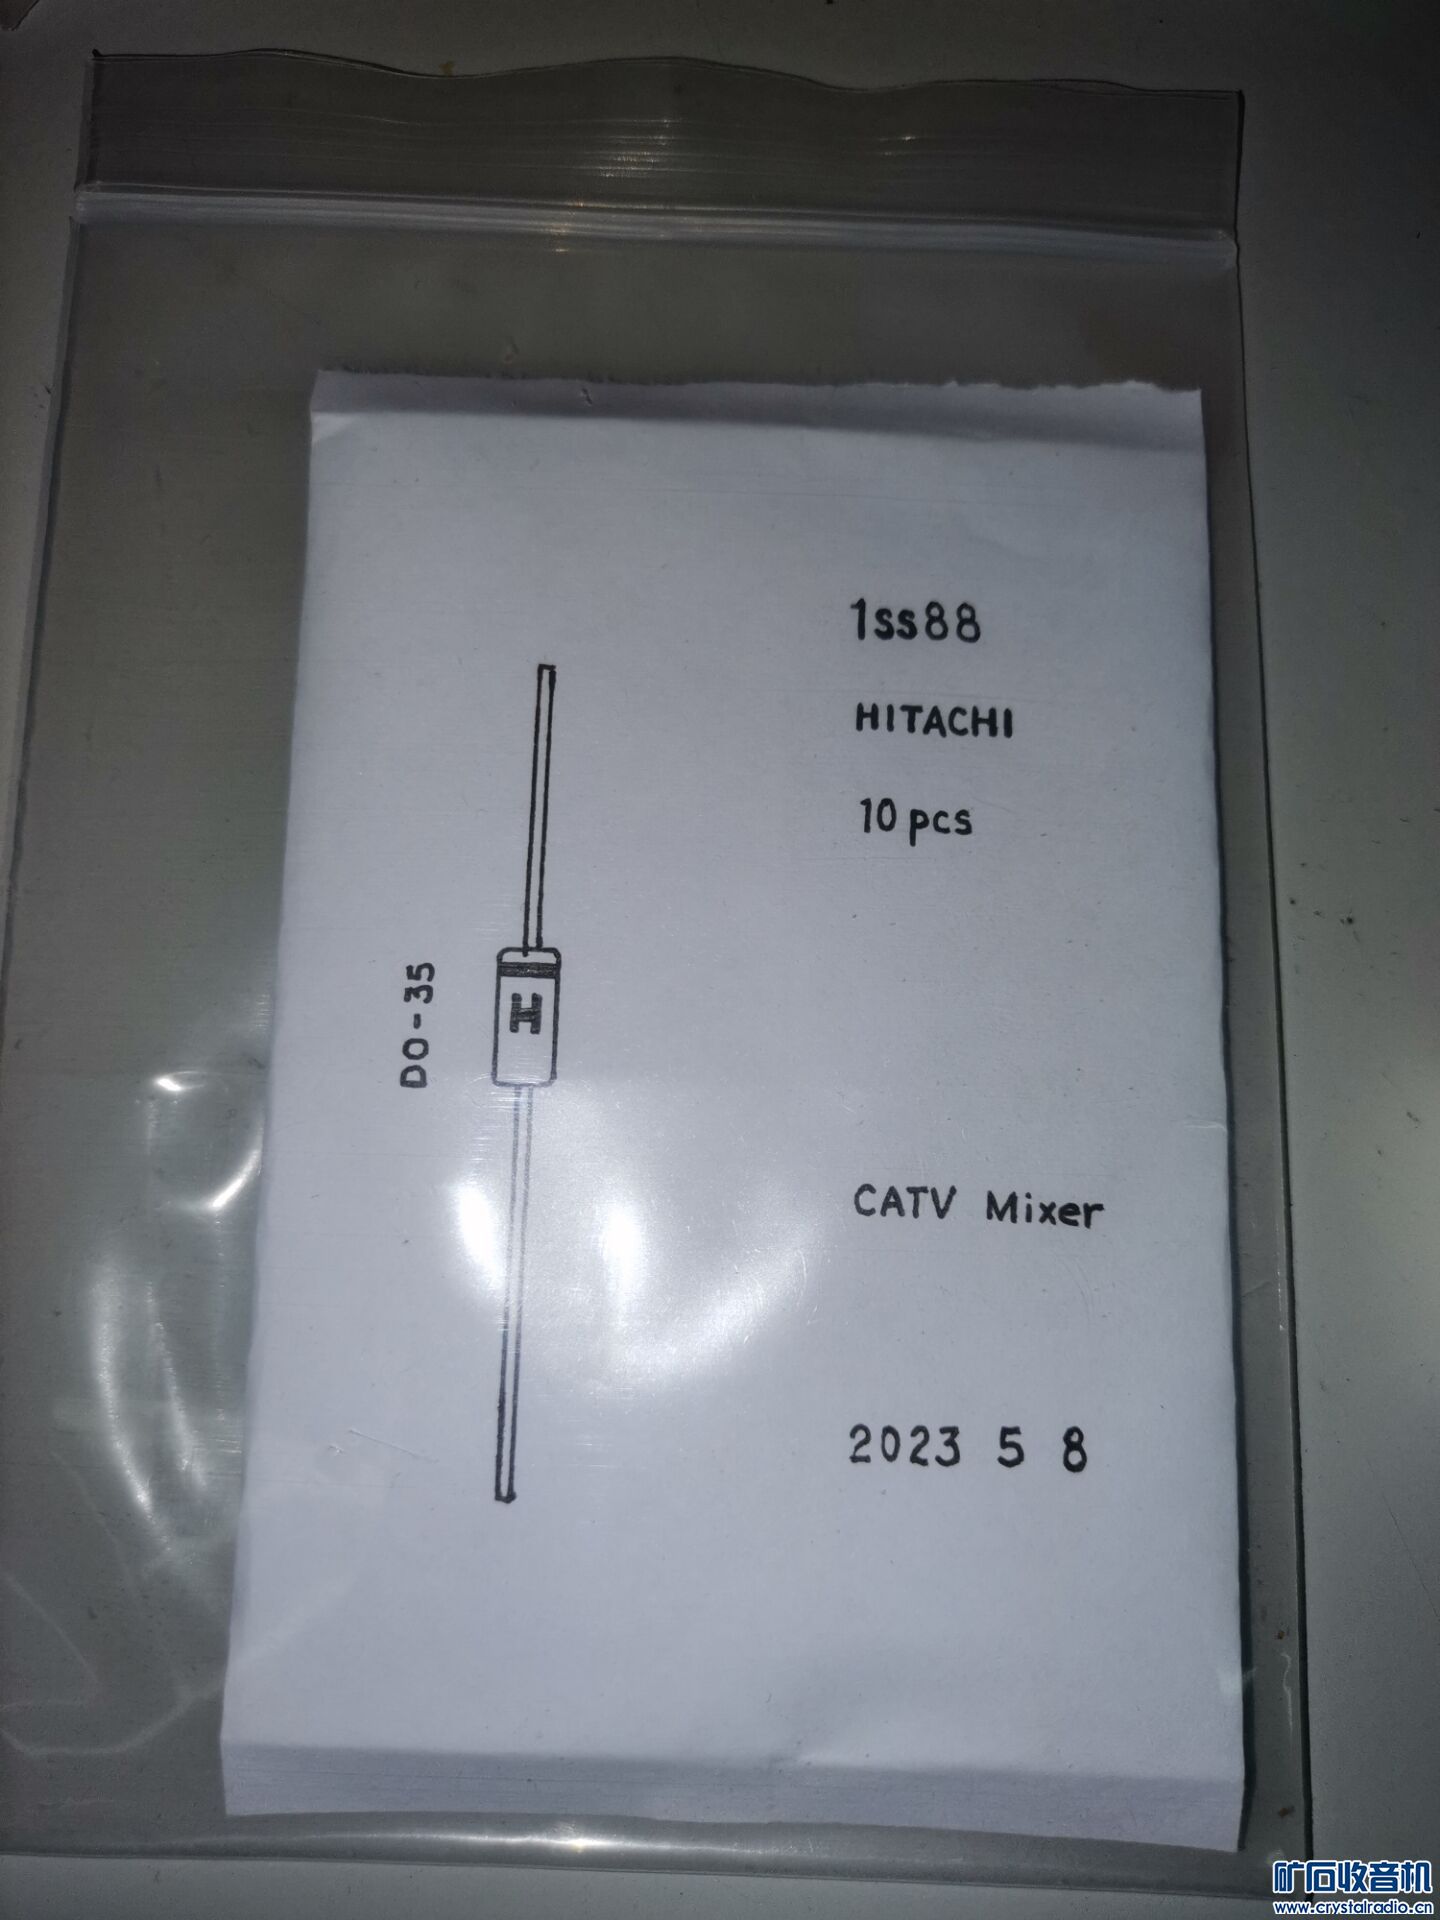 1ss88
HITACHI
10 pcs
DO-35
H
CATV Mixer
2023 5 8
矿石收音机
www.crystalradio.cn